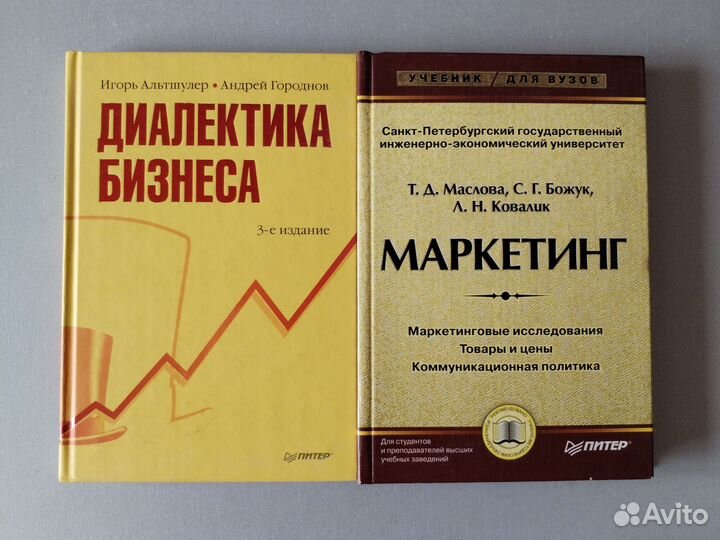 Игорь Альтшулер • Андрей Городнов
ДИАЛЕКТИКА
БИЗНЕСА
3-е издание
ПИТЕР
УЧЕБНИК / ДЛЯ ВУЗОВ
Санкт-Петербургский государственный
инженерно-экономический университет
Т. Д. Маслова, С. Г. Божук,
Л. Н. Ковалик
МАРКЕТИНГ
Маркетинговые исследования
Товары и цены
Коммуникационная политика
РЕКОМЕНДОВАНО
Для студентов
и преподавателей высших
учебных заведений
ПИТЕР
Avito